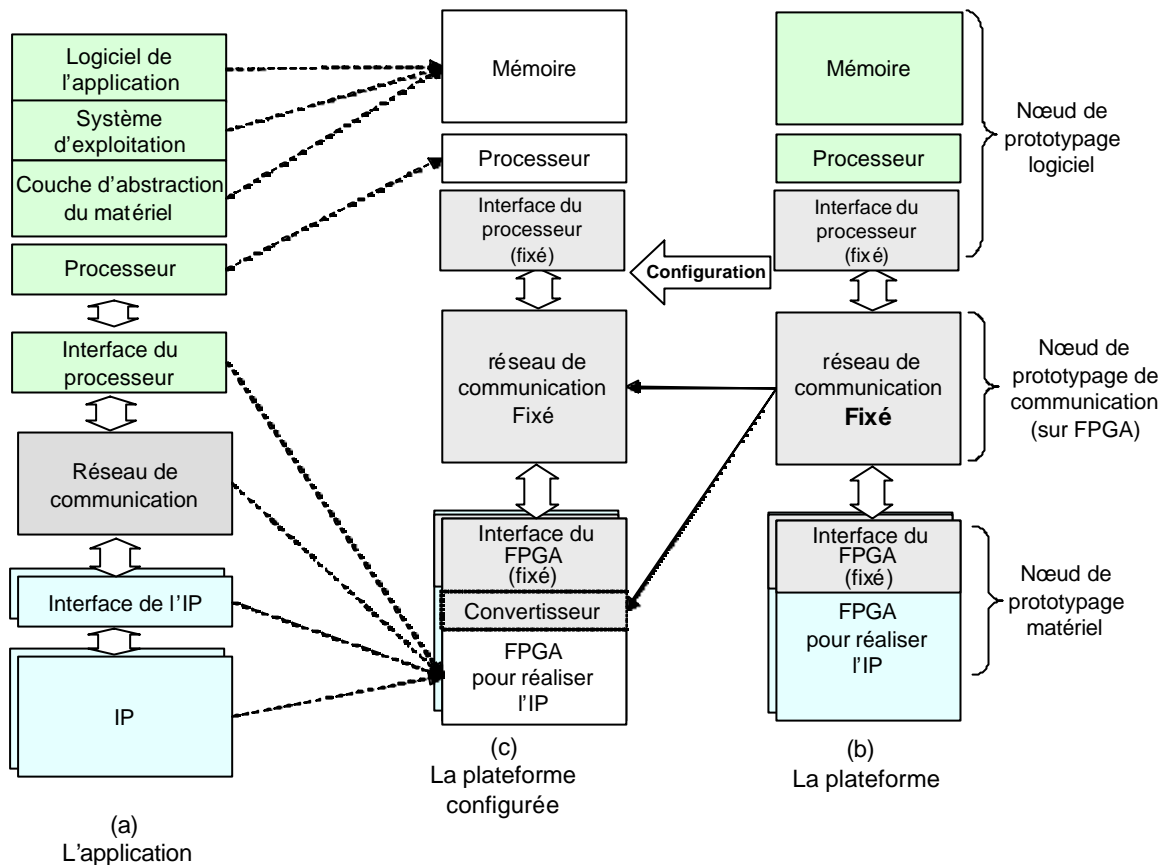 Logiciel de
l'application
Système
d'exploitation
Couche d'abstraction
du matériel
Processeur
Interface du
processeur
Réseau de
communication
Interface de l'IP
IP
(a)
L'application
Mémoire
Processeur
Interface du
processeur
(fixé)
réseau de
communication
Fixé
Interface du
FPGA
(fixé)
Convertisseur
FPGA
pour réaliser
l'IP
(c)
La plateforme
configurée
Configuration
Mémoire
Processeur
Interface du
processeur
(fixé)
réseau de
communication
Fixé
Interface du
FPGA
(fixé)
FPGA
pour réaliser
l'IP
(b)
La plateforme
Nœud de
prototypage
logiciel
Nœud de
prototypage de
communication
(sur FPGA)
Nœud de
prototypage
matériel